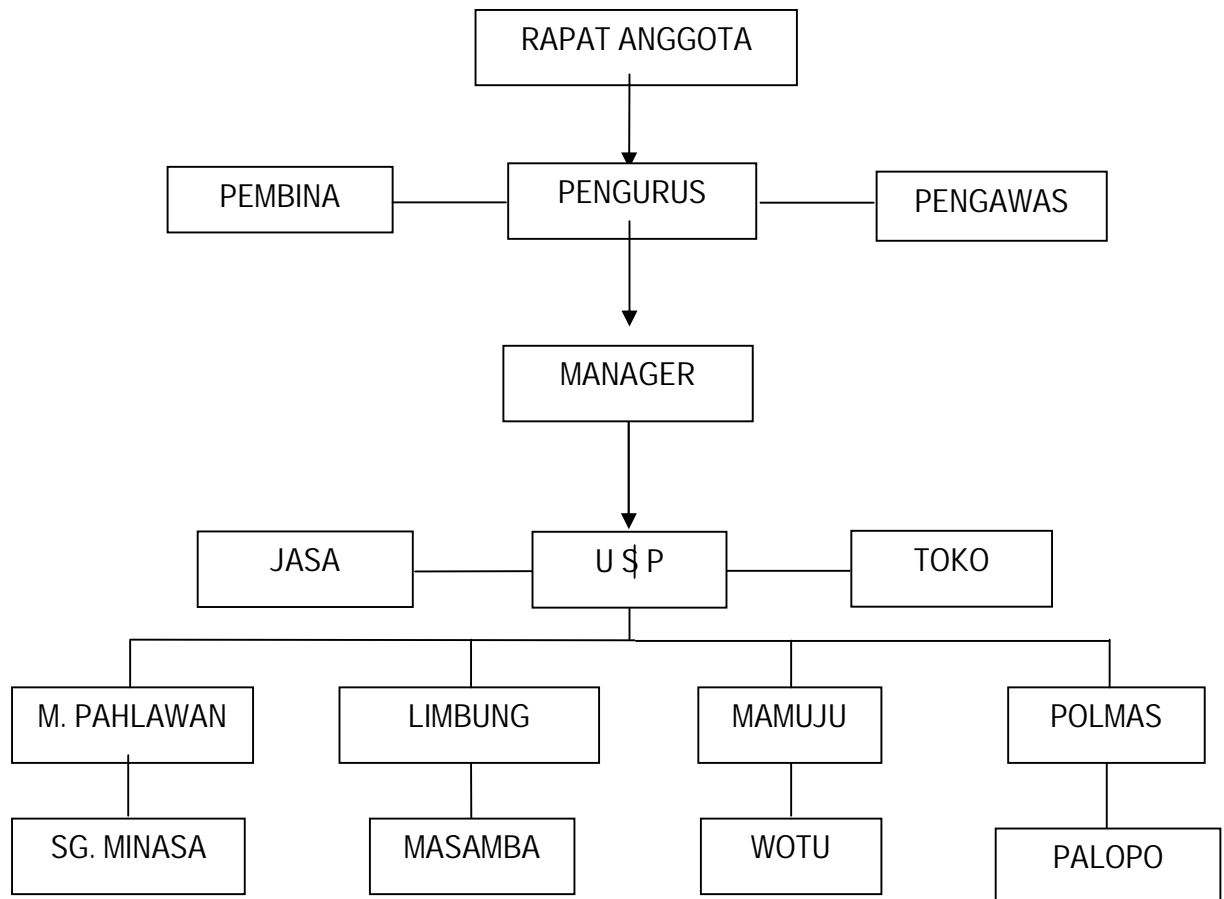 RAPAT ANGGOTA
PEMBINA
PENGURUS
PENGAWAS
MANAGER
JASA
U S P
TOKO
M. PAHLAWAN
LIMBUNG
MAMUJU
POLMAS
SG. MINASA
MASAMBA
WOTU
PALOPO